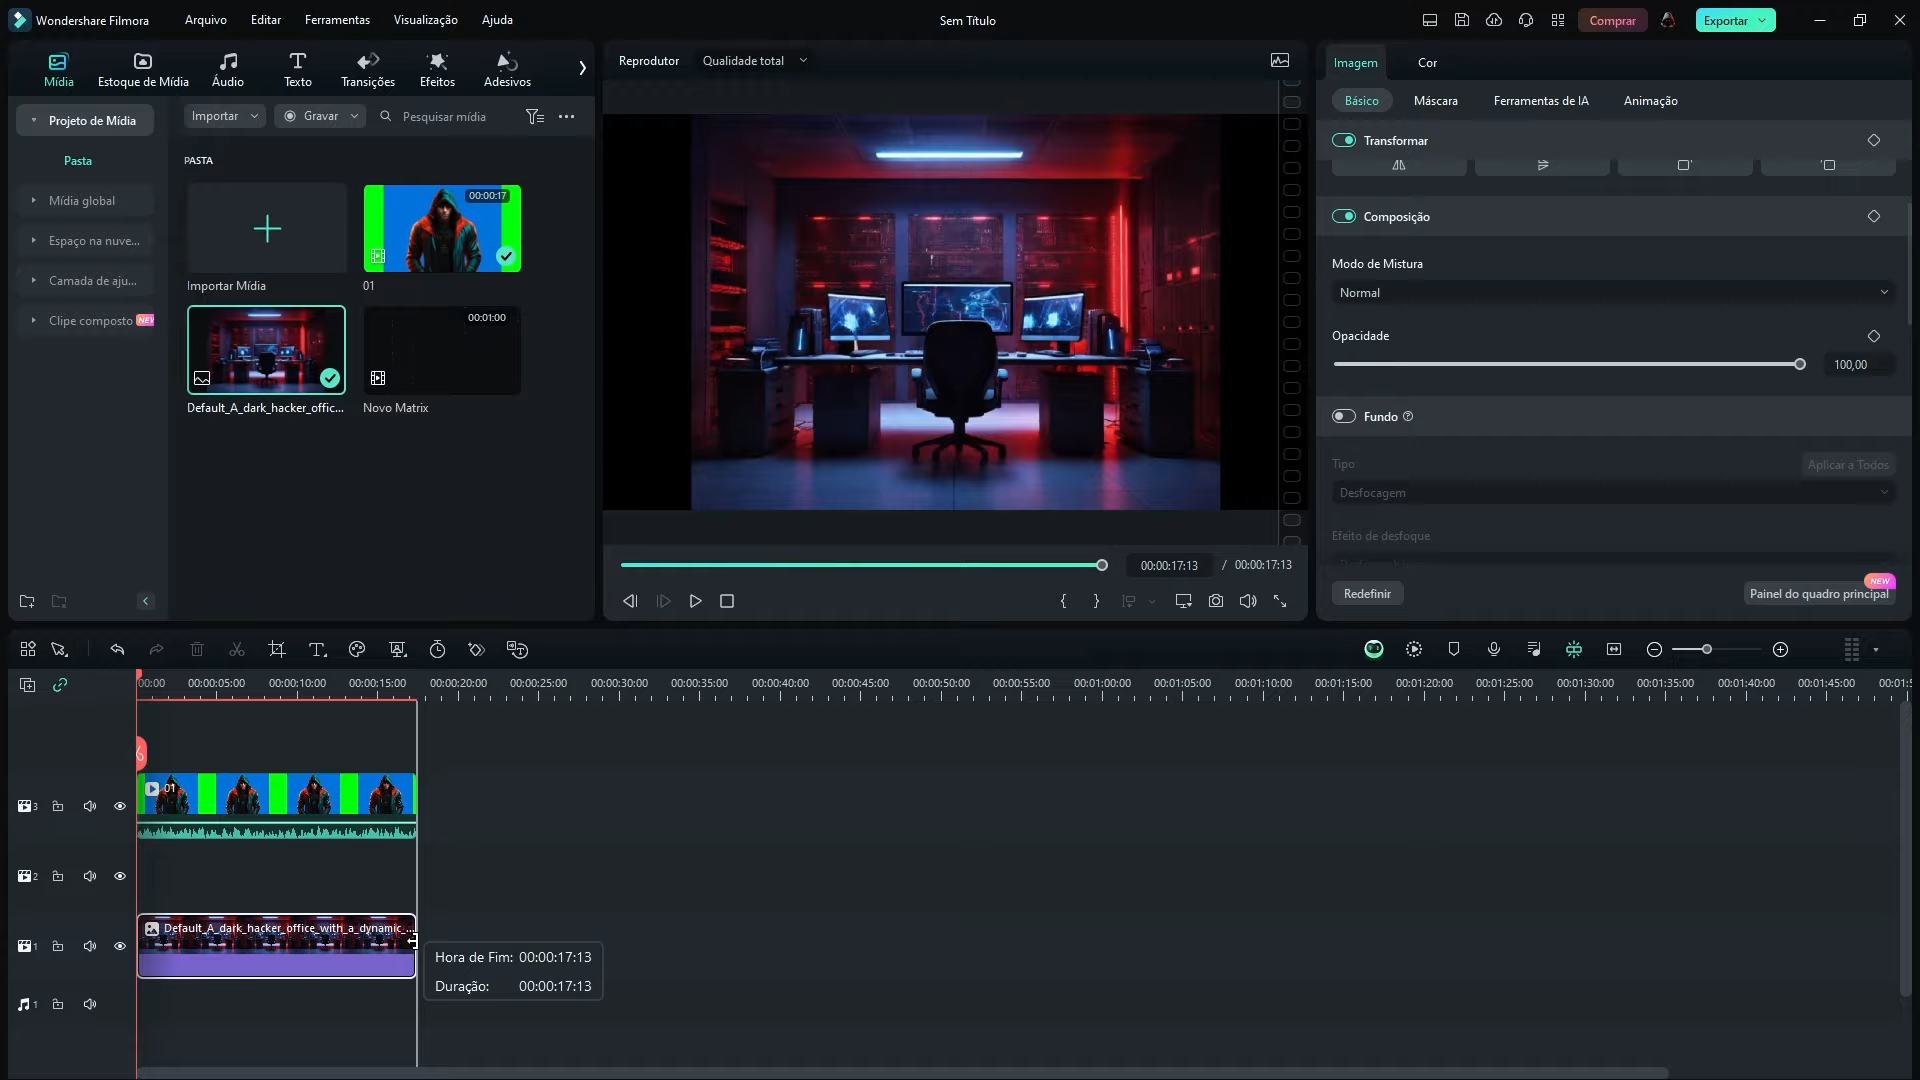 Wondershare Filmora
Arquivo
Editar
Ferramentas
Visualização
Ajuda
Sem Título
Comprar
Exportar
Mídia
Estoque de Mídia
Áudio
Texto
Transições
Efeitos
Adesivos
Projeto de Mídia
Pasta
Mídia global
Espaço na nuve...
Camada de aju...
Clipe composto NEW
Importar
Gravar
Pesquisar mídia
PASTA
Importar Mídia
00:00:17
01
Default_A_dark_hacker_offic...
00:01:00
Novo Matrix
Reprodutor
Qualidade total
00:00:17:13 / 00:00:17:13
Imagem
Cor
Básico
Máscara
Ferramentas de IA
Animação
Transformar
Composição
Modo de Mistura
Normal
Opacidade
100,00
Fundo
Tipo
Aplicar a Todos
Desfocagem
Efeito de desfoque
Redefinir
NEW
Painel do quadro principal
00:00 00:00:05:00 00:00:10:00 00:00:15:00 00:00:20:00 00:00:25:00 00:00:30:00 00:00:35:00 00:00:40:00 00:00:45:00 00:00:50:00 00:00:55:00 00:01:00:00 00:01:05:00 00:01:10:00 00:01:15:00 00:01:20:00 00:01:25:00 00:01:30:00 00:01:35:00 00:01:40:00 00:01:45:00 00:01:5
3
01
2
1
Default_A_dark_hacker_office_with_a_dynamic_...
Hora de Fim: 00:00:17:13
Duração: 00:00:17:13
1